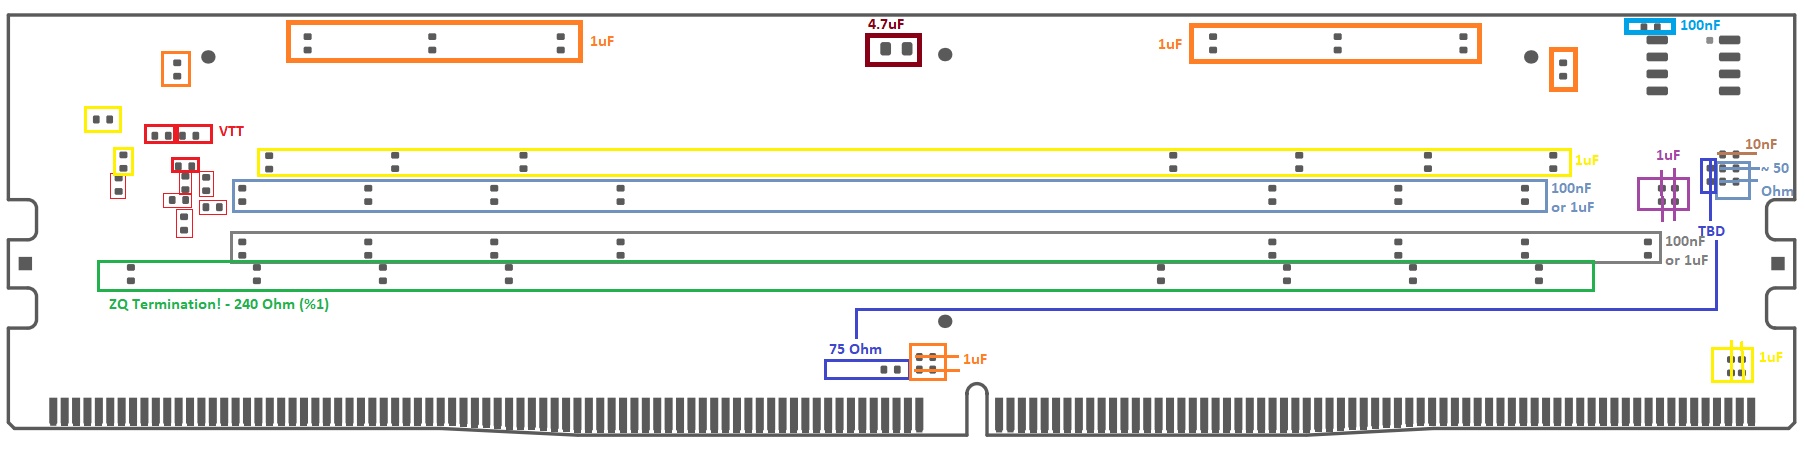 4.7uF
100nF
1uF
1uF
VTT
10nF
1uF
1uF
~ 50
Ohm
100nF
or 1uF
TBD
100nF
or 1uF
ZQ Termination! - 240 Ohm (%1)
75 Ohm
1uF
1uF